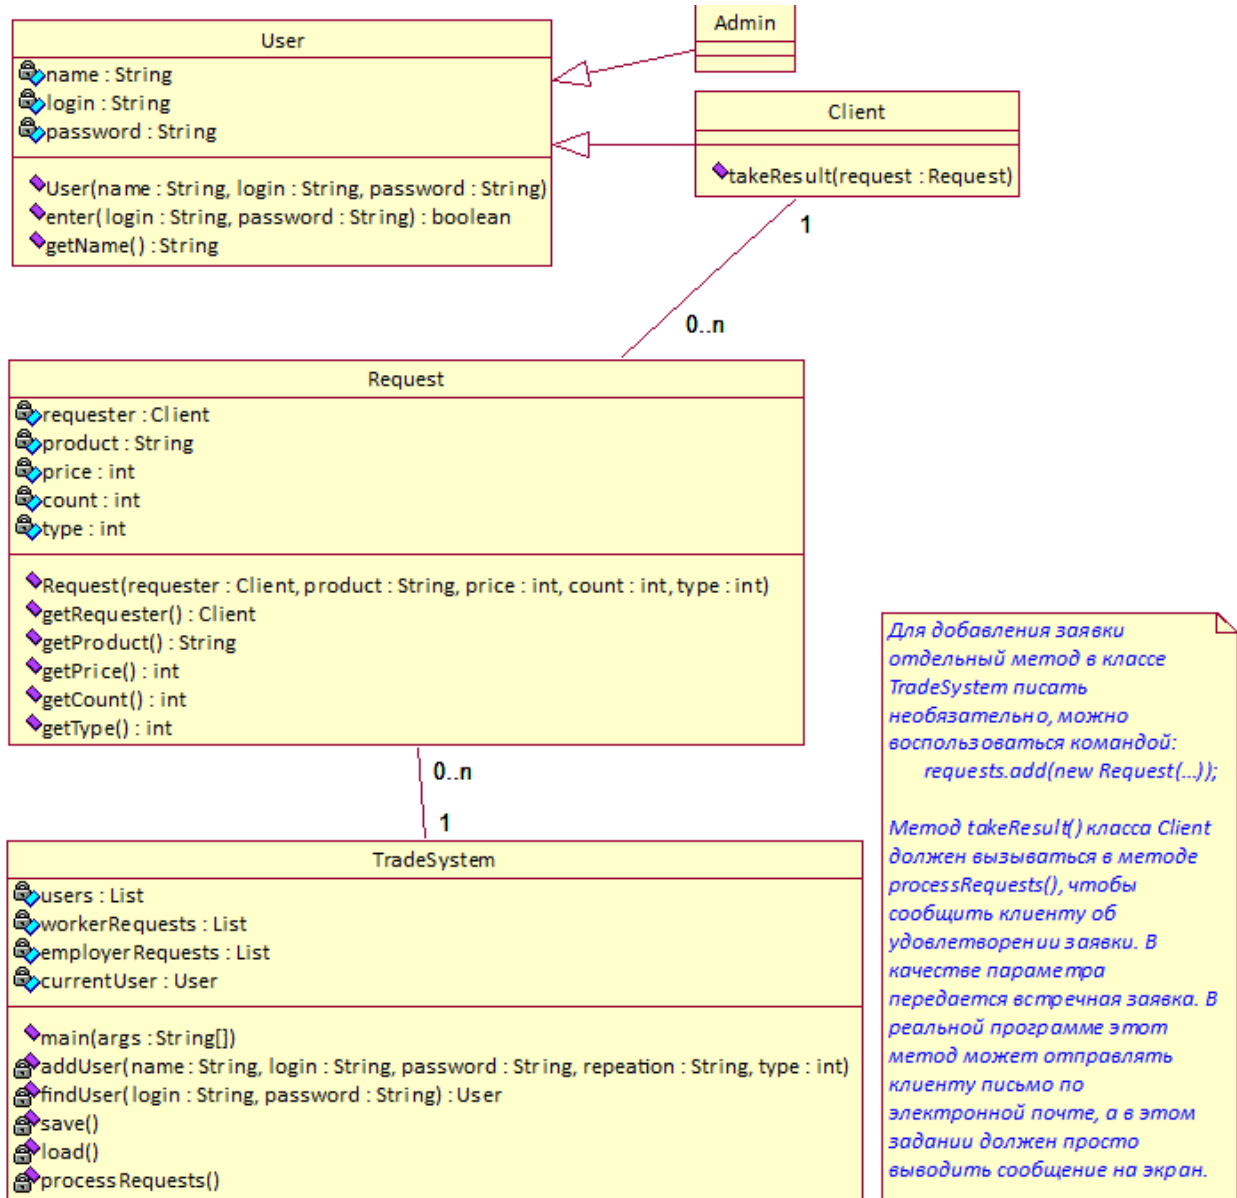 User
name : String
login : String
password : String
User(name : String, login : String, password : String)
enter(login : String, password : String) : boolean
getName() : String
Admin
Client
takeResult(request : Request)
1
0..n
Request
requester : Client
product : String
price : int
count : int
type : int
Request(requester : Client, product : String, price : int, count : int, type : int)
getRequester() : Client
getProduct() : String
getPrice() : int
getCount() : int
getType() : int
0..n
1
TradeSystem
users : List
workerRequests : List
employerRequests : List
currentUser : User
main(args : String[])
addUser(name : String, login : String, password : String, repeation : String, type : int)
findUser(login : String, password : String) : User
save()
load()
processRequests()
Для добавления заявки
отдельный метод в классе
TradeSystem писать
необязательно, можно
воспользоваться командой:
requests.add(new Request(...));
Метод takeResult() класса Client
должен вызываться в методе
processRequests(), чтобы
сообщить клиенту об
удовлетворении заявки. В
качестве параметра
передается встречная заявка. В
реальной программе этот
метод может отправлять
клиенту письмо по
электронной почте, а в этом
задании должен просто
выводить сообщение на экран.